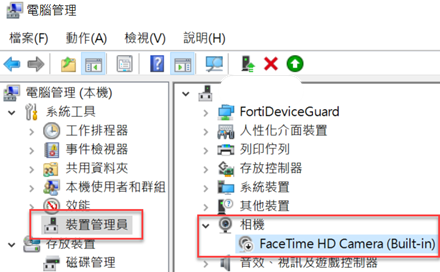 電腦管理
檔案(F) 動作(A) 檢視(V) 說明(H)
電腦管理 (本機)
系統工具
工作排程器
事件檢視器
共用資料夾
本機使用者和群組
效能
裝置管理員
存放裝置
磁碟管理
FortiDeviceGuard
人性化介面裝置
列印佇列
存放控制器
系統裝置
其他裝置
相機
FaceTime HD Camera (Built-in)
音效、視訊及遊戲控制器